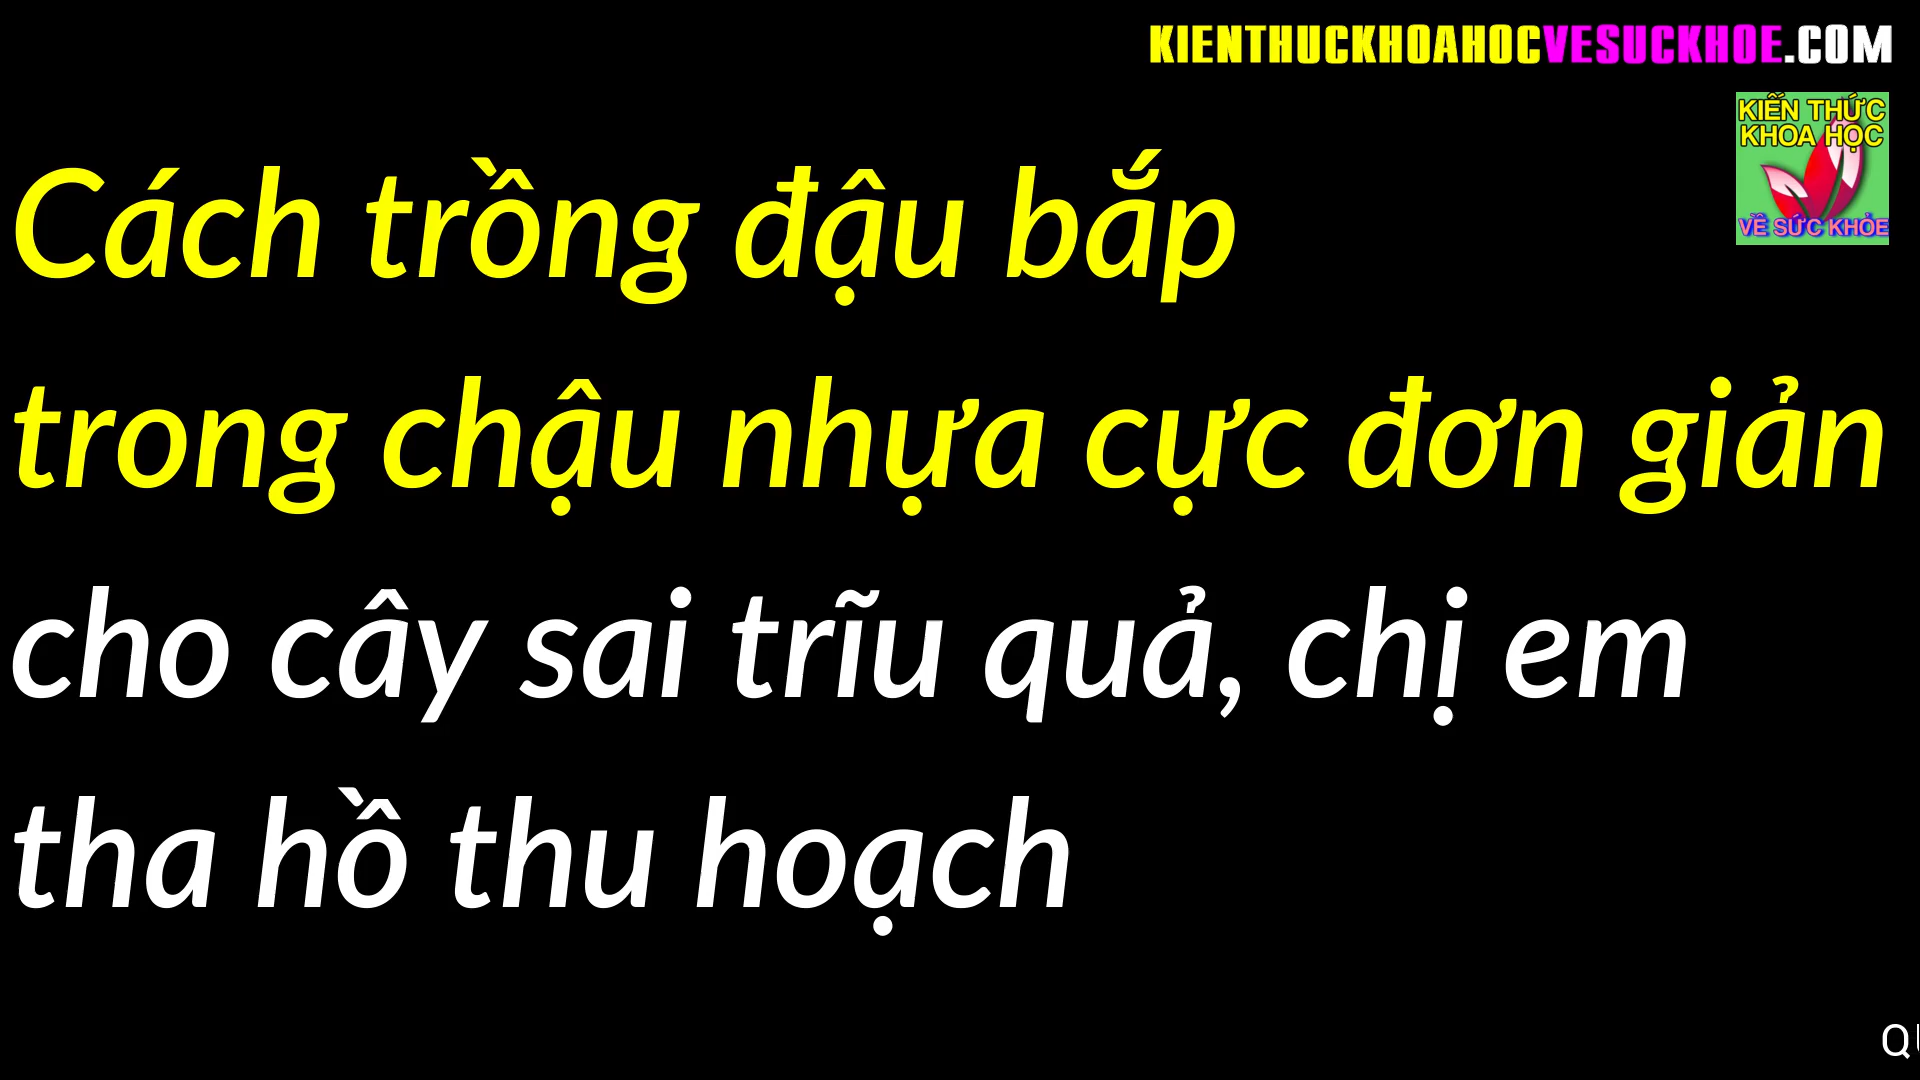 KIENTHUCKHOAHOCVESUCKHOE.COM
KIẾN THỨC
KHOA HỌC
VỀ SỨC KHỎE
Cách trồng đậu bắp
trong chậu nhựa cực đơn giản
cho cây sai trĩu quả, chị em
tha hồ thu hoạch